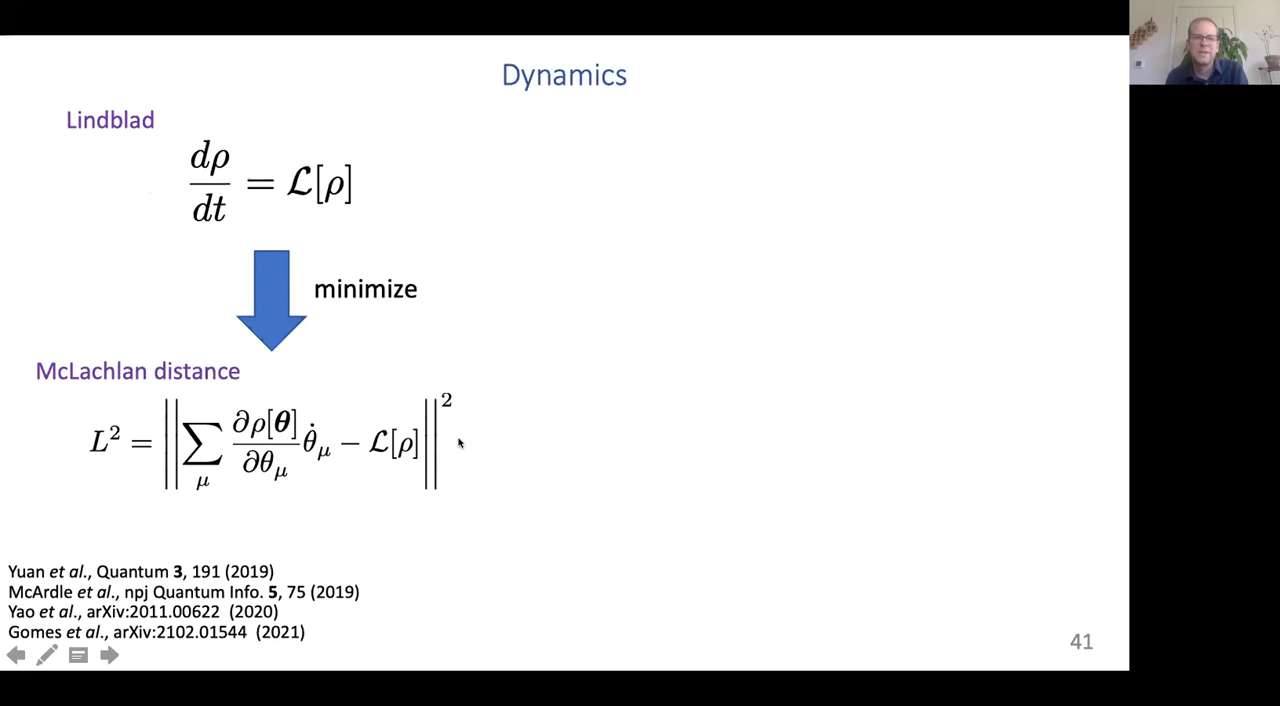 Dynamics
Lindblad
dρ/dt = ℒ[ρ]
minimize
McLachlan distance
L² = ||∑_μ ∂ρ[θ]/∂θ_μ θ̇_μ − ℒ[ρ]||²
Yuan et al., Quantum 3, 191 (2019)
McArdle et al., npj Quantum Info. 5, 75 (2019)
Yao et al., arXiv:2011.00622 (2020)
Gomes et al., arXiv:2102.01544 (2021)
41